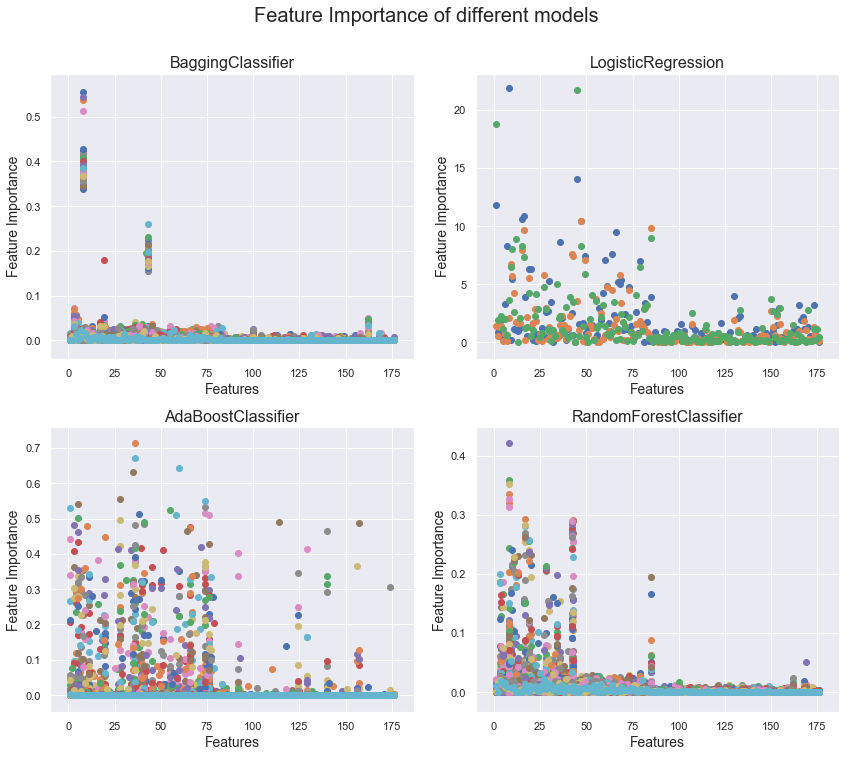 Feature Importance of different models
BaggingClassifier
Feature Importance
0.5
0.4
0.3
0.2
0.1
0.0
0 25 50 75 100 125 150 175
Features
LogisticRegression
Feature Importance
20
15
10
5
0
0 25 50 75 100 125 150 175
Features
AdaBoostClassifier
Feature Importance
0.7
0.6
0.5
0.4
0.3
0.2
0.1
0.0
0 25 50 75 100 125 150 175
Features
RandomForestClassifier
Feature Importance
0.4
0.3
0.2
0.1
0.0
0 25 50 75 100 125 150 175
Features